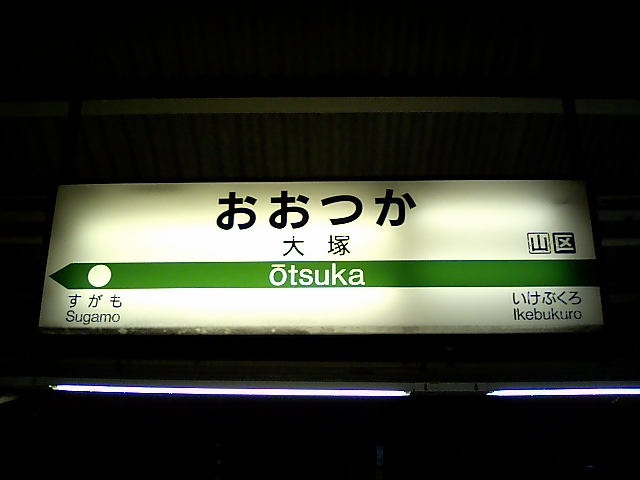 おおつか
大塚
山区
Ōtsuka
すがも
Sugamo
いけぶくろ
Ikebukuro